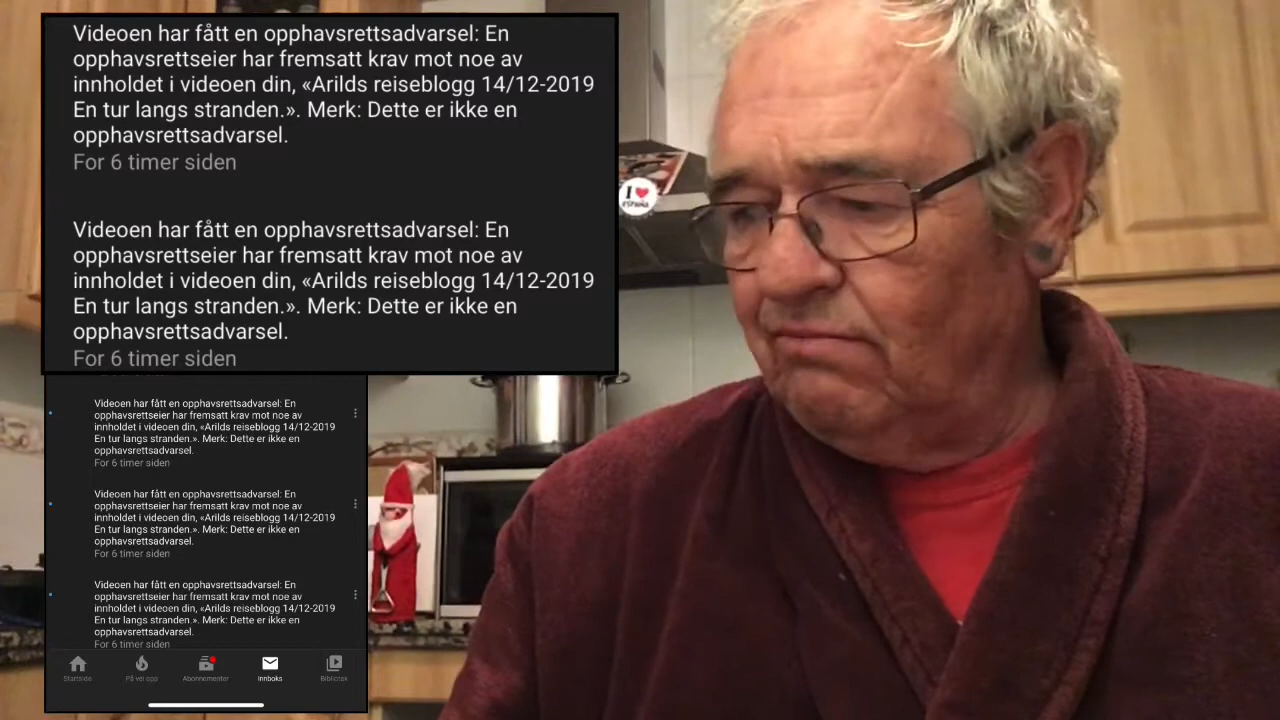 Videoen har fått en opphavsrettsadvarsel: En
opphavsrettseier har fremsatt krav mot noe av
innholdet i videoen din, «Arilds reiseblogg 14/12-2019
En tur langs stranden.». Merk: Dette er ikke en
opphavsrettsadvarsel.
For 6 timer siden
Videoen har fått en opphavsrettsadvarsel: En
opphavsrettseier har fremsatt krav mot noe av
innholdet i videoen din, «Arilds reiseblogg 14/12-2019
En tur langs stranden.». Merk: Dette er ikke en
opphavsrettsadvarsel.
For 6 timer siden
Videoen har fått en opphavsrettsadvarsel: En
opphavsrettseier har fremsatt krav mot noe av
innholdet i videoen din, «Arilds reiseblogg 14/12-2019
En tur langs stranden.». Merk: Dette er ikke en
opphavsrettsadvarsel.
For 6 timer siden
Videoen har fått en opphavsrettsadvarsel: En
opphavsrettseier har fremsatt krav mot noe av
innholdet i videoen din, «Arilds reiseblogg 14/12-2019
En tur langs stranden.». Merk: Dette er ikke en
opphavsrettsadvarsel.
For 6 timer siden
Videoen har fått en opphavsrettsadvarsel: En
opphavsrettseier har fremsatt krav mot noe av
innholdet i videoen din, «Arilds reiseblogg 14/12-2019
En tur langs stranden.». Merk: Dette er ikke en
opphavsrettsadvarsel.
For 6 timer siden
Startside På vei opp Abonnementer Innboks Bibliotek
I